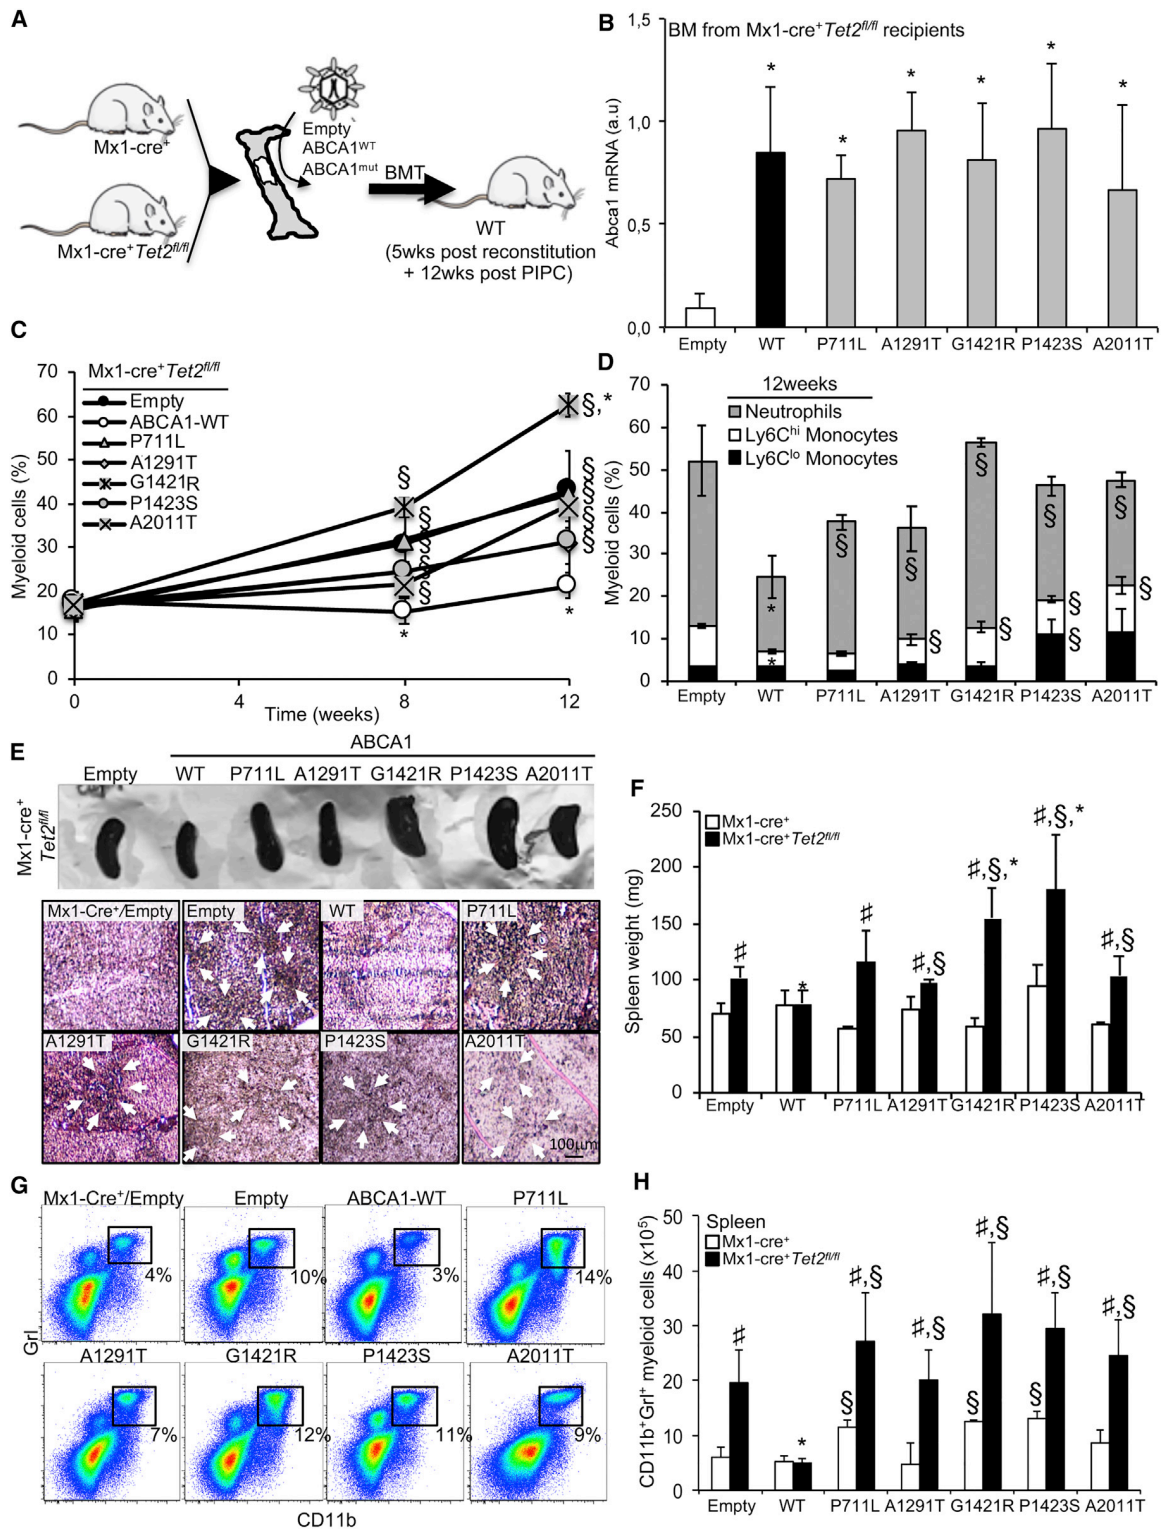 A
Mx1-cre⁺
Mx1-cre⁺Tet2fl/fl
Empty
ABCA1WT
ABCA1mut
BMT
WT
(5wks post reconstitution
+ 12wks post PIPC)
B
BM from Mx1-cre⁺Tet2fl/fl recipients
Abca1 mRNA (a.u)
1,5
1,0
0,5
0,0
* * * * * *
Empty WT P711L A1291T G1421R P1423S A2011T
C
Mx1-cre⁺Tet2fl/fl
Empty
ABCA1-WT
P711L
A1291T
G1421R
P1423S
A2011T
Myeloid cells (%)
70
60
50
40
30
20
10
0
§,*
§
§
§
§
§
§
§
§
§
* *
0 4 8 12
Time (weeks)
D
12weeks
Neutrophils
Ly6Chi Monocytes
Ly6Clo Monocytes
Myeloid cells (%)
70
60
50
40
30
20
10
0
* * § § § § § § § § § §
Empty WT P711L A1291T G1421R P1423S A2011T
E
ABCA1
Empty WT P711L A1291T G1421R P1423S A2011T
Mx1-cre⁺
Tet2fl/fl
Mx1-Cre⁺/Empty Empty WT P711L
A1291T G1421R P1423S A2011T
100µm
F
Mx1-cre⁺
Mx1-cre⁺Tet2fl/fl
Spleen weight (mg)
250
200
150
100
50
0
♯ * ♯ ♯,§ ♯,§,* ♯,§,* ♯,§
Empty WT P711L A1291T G1421R P1423S A2011T
G
Mx1-Cre⁺/Empty Empty ABCA1-WT P711L
4% 10% 3% 14%
GrI
A1291T G1421R P1423S A2011T
7% 12% 11% 9%
CD11b
H
Spleen
Mx1-cre⁺
Mx1-cre⁺Tet2fl/fl
CD11b⁺GrI⁺ myeloid cells (x10⁵)
50
40
30
20
10
0
♯ * § ♯,§ ♯,§ § ♯,§ § ♯,§ ♯,§
Empty WT P711L A1291T G1421R P1423S A2011T